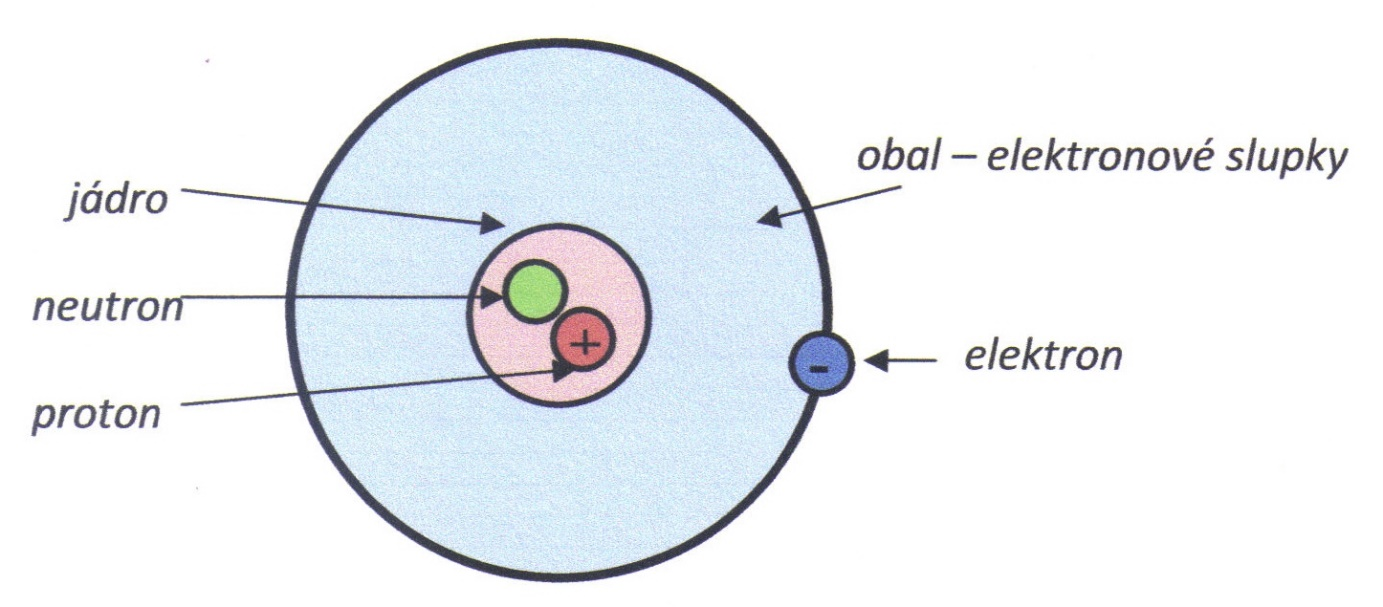 obal – elektronové slupky
jádro
neutron
+
-
elektron
proton